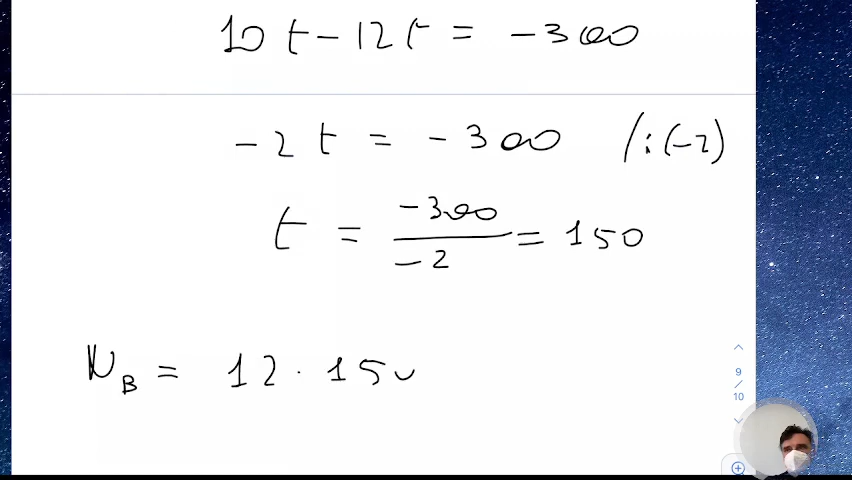 10t - 12t = -300
-2t = -300 /:(-2)
t = -300/-2 = 150
N_B = 12 · 150
9
/
10